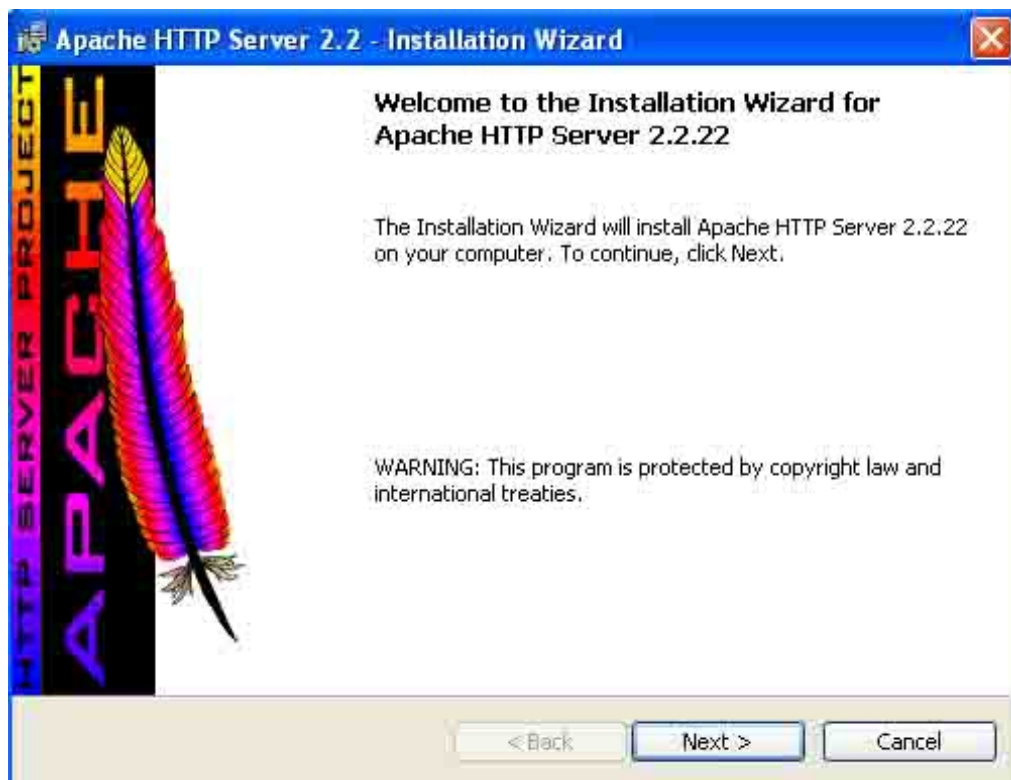 Apache HTTP Server 2.2 - Installation Wizard
HTTP SERVER PROJECT
APACHE
Welcome to the Installation Wizard for
Apache HTTP Server 2.2.22
The Installation Wizard will install Apache HTTP Server 2.2.22
on your computer. To continue, click Next.
WARNING: This program is protected by copyright law and
international treaties.
< Back Next > Cancel